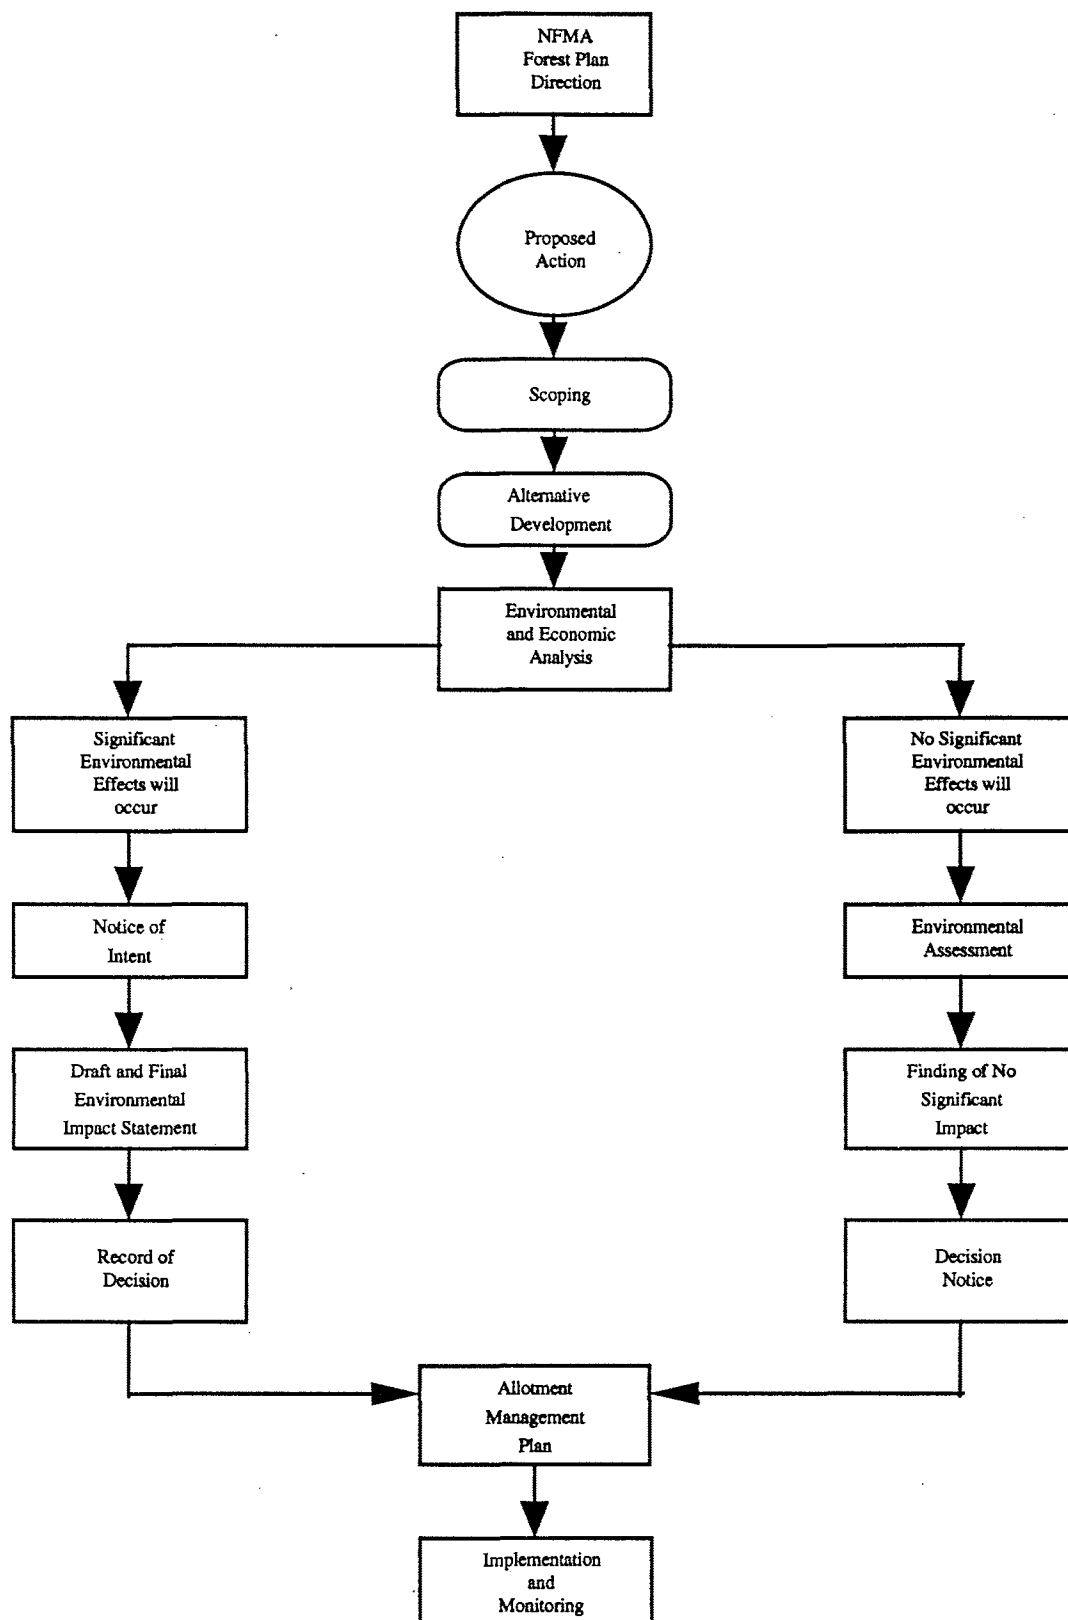 NFMA
Forest Plan
Direction
Proposed
Action
Scoping
Alternative
Development
Environmental
and Economic
Analysis
Significant
Environmental
Effects will
occur
No Significant
Environmental
Effects will
occur
Notice of
Intent
Environmental
Assessment
Draft and Final
Environmental
Impact Statement
Finding of No
Significant
Impact
Record of
Decision
Decision
Notice
Allotment
Management
Plan
Implementation
and
Monitoring